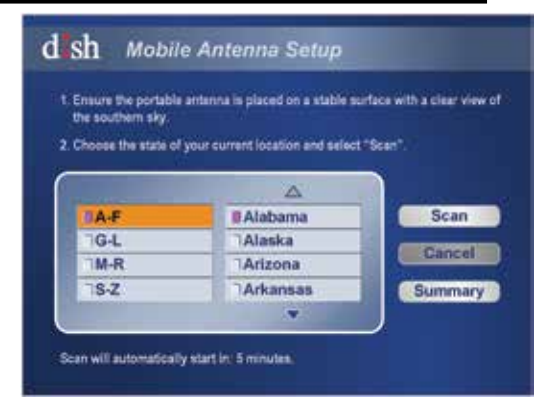 dish Mobile Antenna Setup
1. Ensure the portable antenna is placed on a stable surface with a clear view of
the southern sky.
2. Choose the state of your current location and select "Scan".
A-F
G-L
M-R
S-Z
Alabama
Alaska
Arizona
Arkansas
Scan
Cancel
Summary
Scan will automatically start in: 5 minutes.